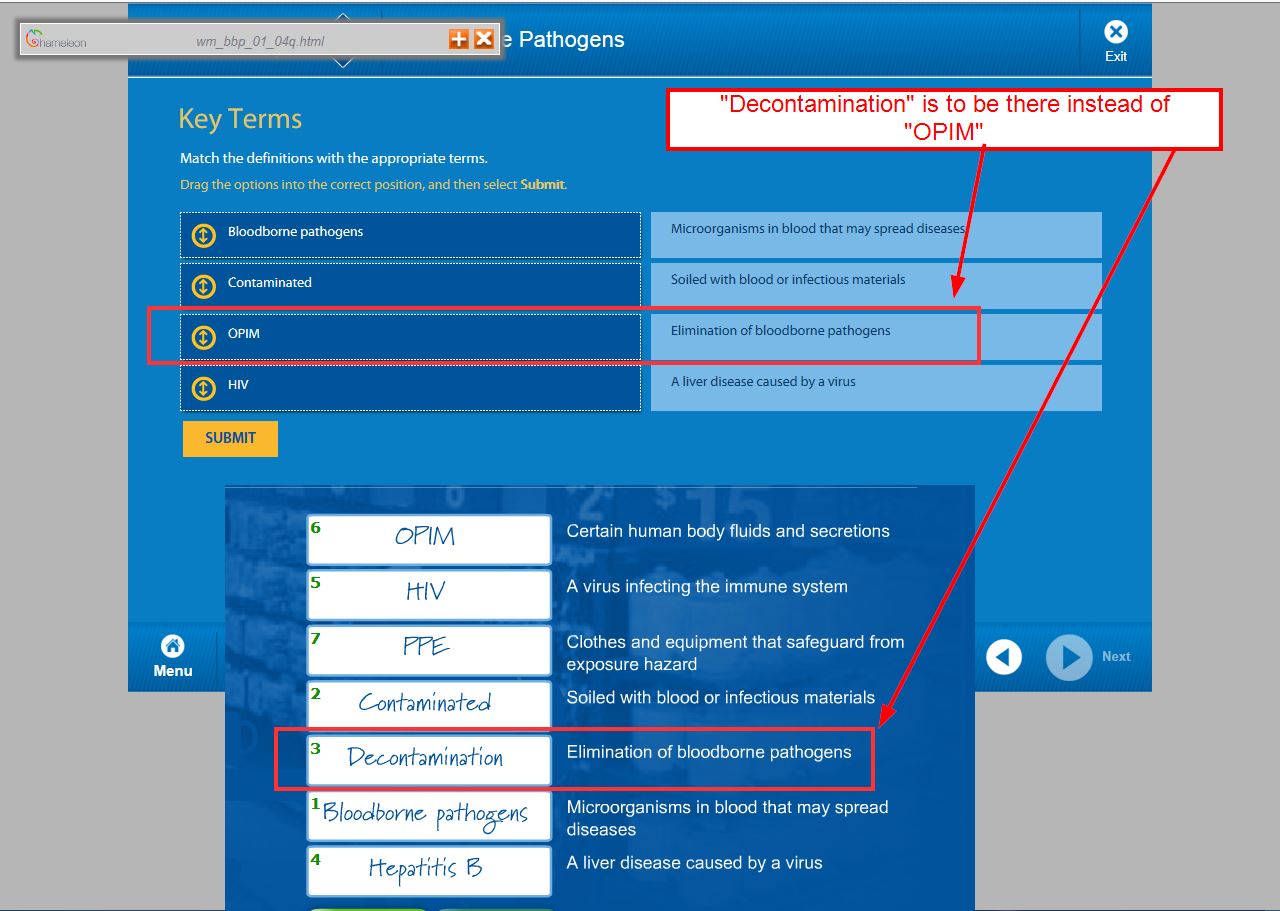 Chameleon
wm_bbp_01_04q.html
e Pathogens
Exit
"Decontamination" is to be there instead of
"OPIM"
Key Terms
Match the definitions with the appropriate terms.
Drag the options into the correct position, and then select Submit.
Bloodborne pathogens
Microorganisms in blood that may spread diseases
Contaminated
Soiled with blood or infectious materials
OPIM
Elimination of bloodborne pathogens
HIV
A liver disease caused by a virus
SUBMIT
$15
6 OPIM
Certain human body fluids and secretions
5 HIV
A virus infecting the immune system
7 PPE
Clothes and equipment that safeguard from
exposure hazard
2 Contaminated
Soiled with blood or infectious materials
3 Decontamination
Elimination of bloodborne pathogens
1 Bloodborne pathogens
Microorganisms in blood that may spread
diseases
4 Hepatitis B
A liver disease caused by a virus
Menu
Next